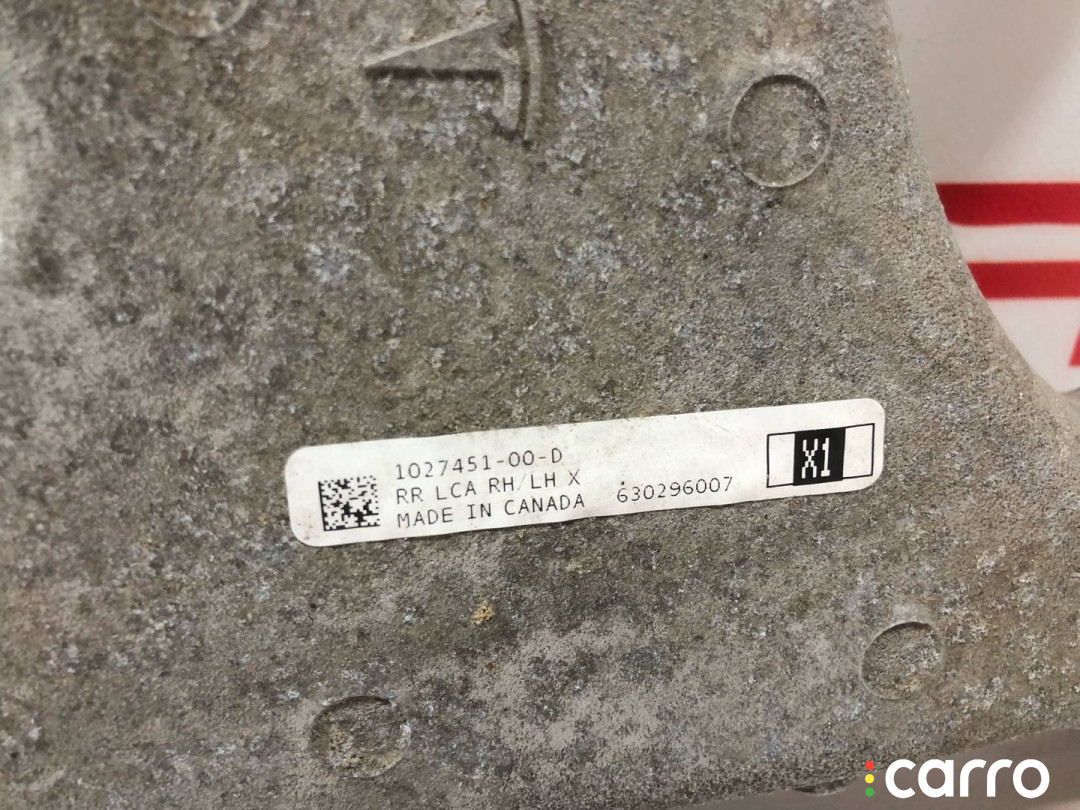 1027451-00-D
RR LCA RH/LH X
MADE IN CANADA
630296007
X1
carro